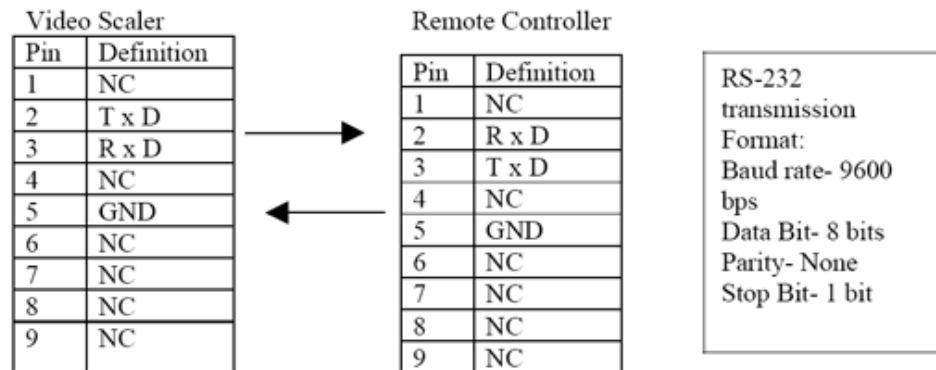 Video Scaler
Pin Definition
1 NC
2 T x D
3 R x D
4 NC
5 GND
6 NC
7 NC
8 NC
9 NC
Remote Controller
Pin Definition
1 NC
2 R x D
3 T x D
4 NC
5 GND
6 NC
7 NC
8 NC
9 NC
RS-232
transmission
Format:
Baud rate- 9600
bps
Data Bit- 8 bits
Parity- None
Stop Bit- 1 bit